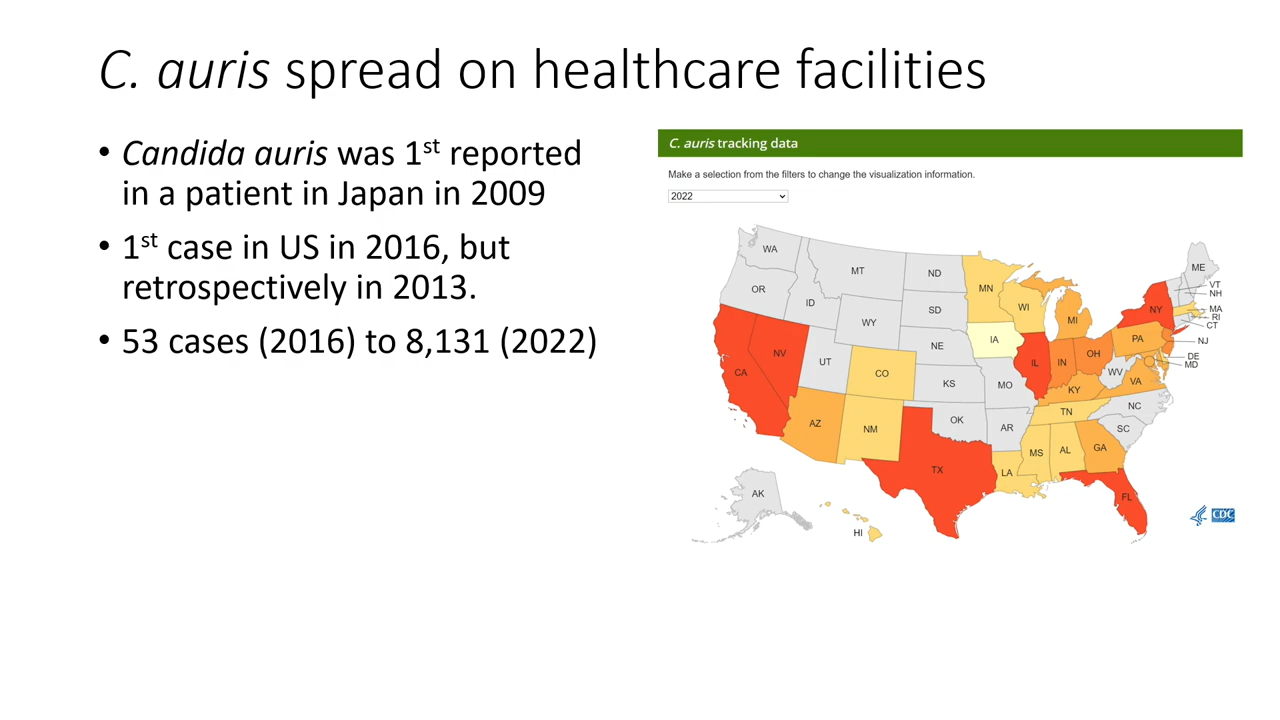 C. auris spread on healthcare facilities
• Candida auris was 1st reported
in a patient in Japan in 2009
• 1st case in US in 2016, but
retrospectively in 2013.
• 53 cases (2016) to 8,131 (2022)
C. auris tracking data
Make a selection from the filters to change the visualization information.
2022
WA
MT
ND
MN
ME
VT
NH
OR
ID
SD
WI
MI
NY
MA
RI
CT
WY
IA
NE
PA
NJ
NV
UT
CO
IL
IN
OH
DE
MD
CA
KS
MO
WV
KY
VA
AZ
NM
OK
AR
TN
NC
SC
TX
LA
MS
AL
GA
FL
AK
HI
CDC